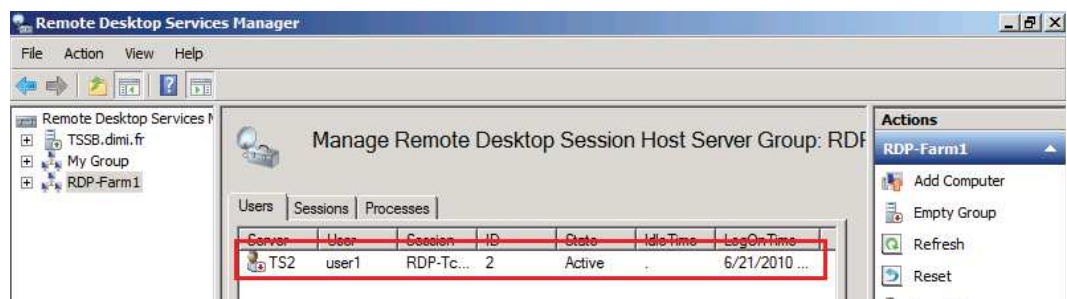 Remote Desktop Services Manager
File Action View Help
Remote Desktop Services M
TSSB.dimi.fr
My Group
RDP-Farm1
Manage Remote Desktop Session Host Server Group: RDF
Users Sessions Processes
Server User Session ID State Idle Time LogOn Time
TS2 user1 RDP-Tc... 2 Active . 6/21/2010 ...
Actions
RDP-Farm1
Add Computer
Empty Group
Refresh
Reset